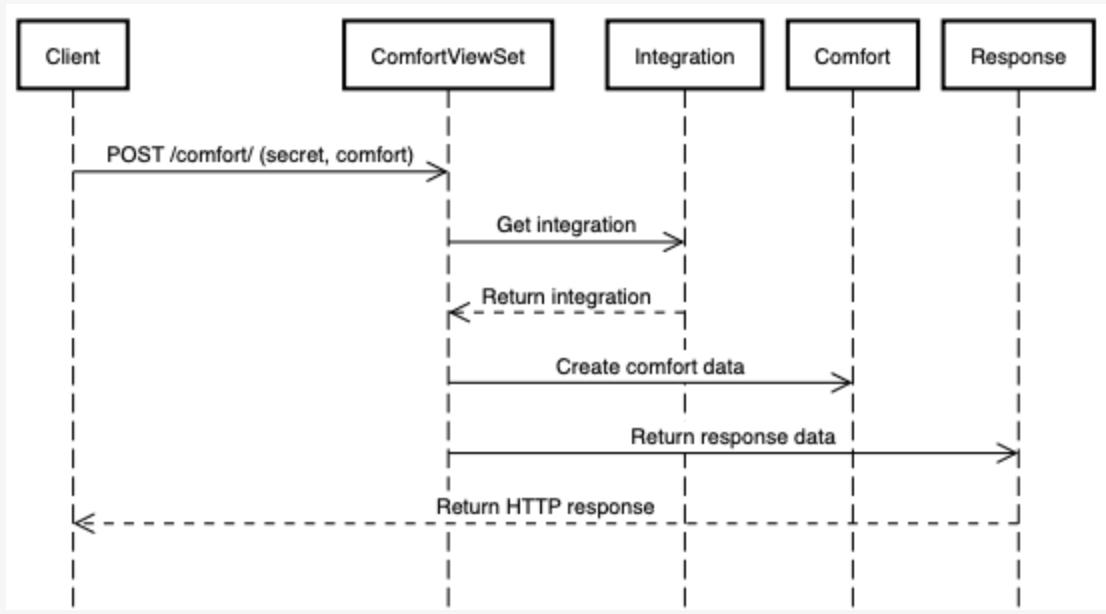 Client
ComfortViewSet
Integration
Comfort
Response
POST /comfort/ (secret, comfort)
Get integration
Return integration
Create comfort data
Return response data
Return HTTP response